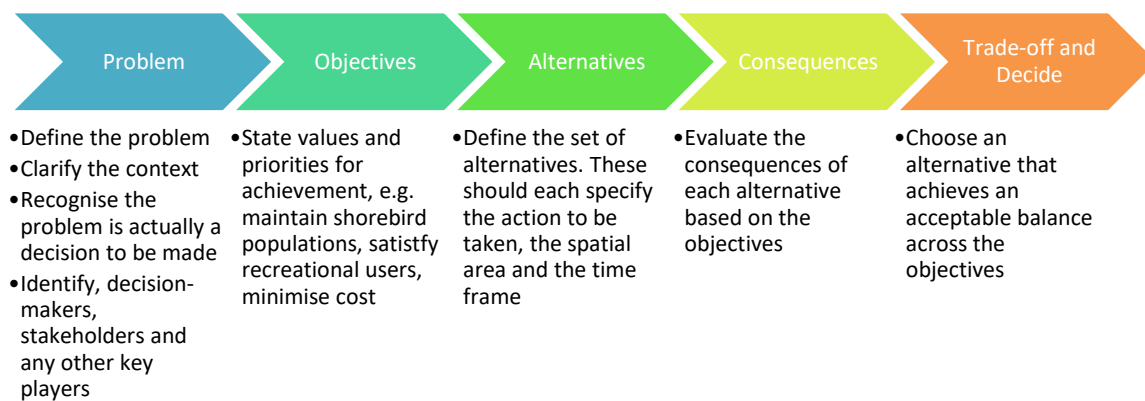 Problem
Objectives
Alternatives
Consequences
Trade-off and
Decide
•Define the problem
•Clarify the context
•Recognise the
problem is actually a
decision to be made
•Identify, decision-
makers,
stakeholders and
any other key
players
•State values and
priorities for
achievement, e.g.
maintain shorebird
populations, satistfy
recreational users,
minimise cost
•Define the set of
alternatives. These
should each specify
the action to be
taken, the spatial
area and the time
frame
•Evaluate the
consequences of
each alternative
based on the
objectives
•Choose an
alternative that
achieves an
acceptable balance
across the
objectives